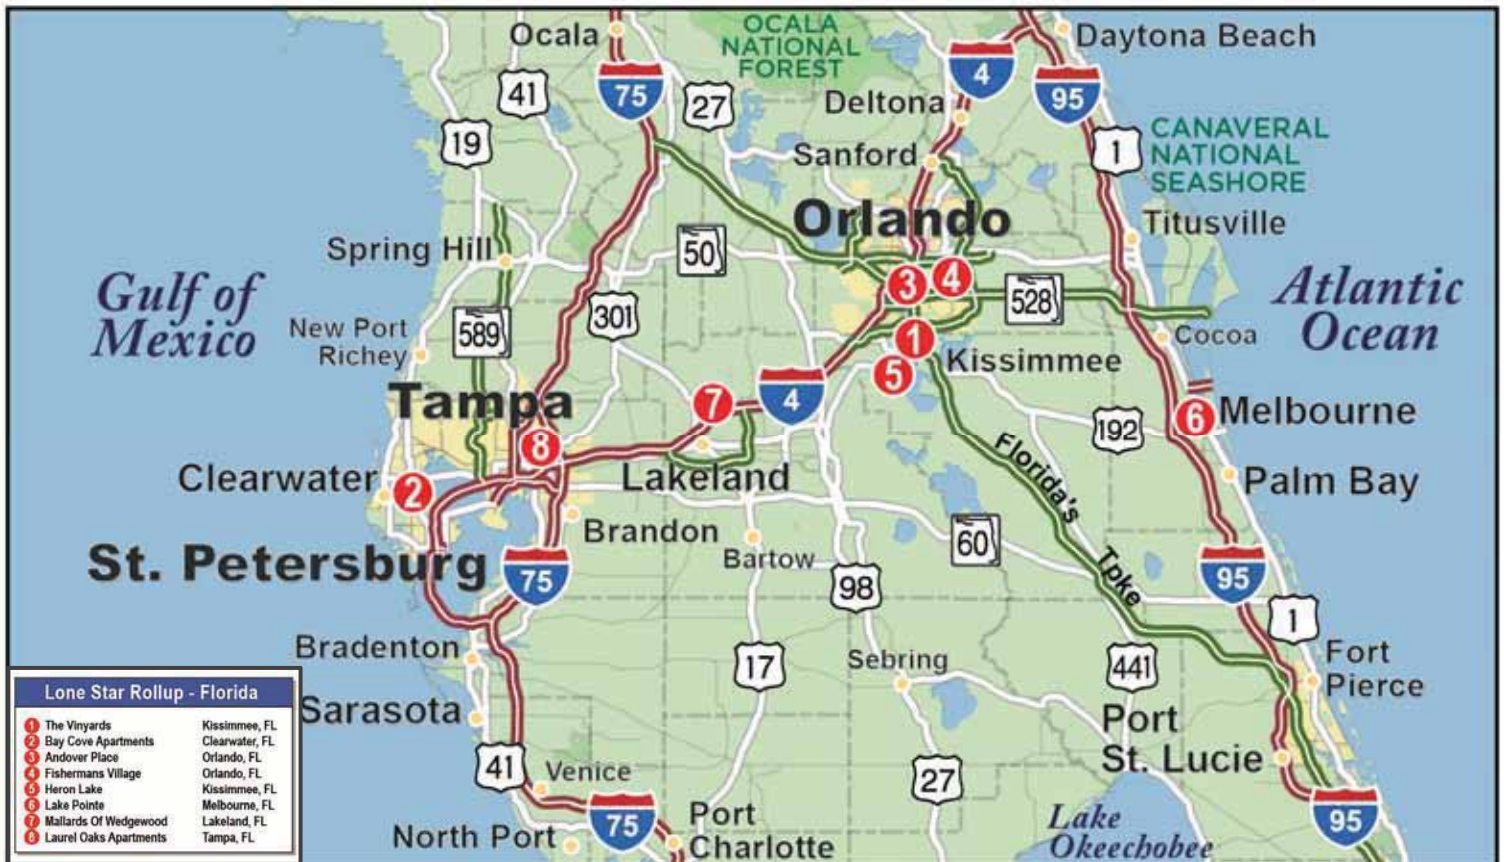 Ocala
OCALA
NATIONAL
FOREST
Daytona Beach
4
75
95
41
27
Deltona
19
1
CANAVERAL
NATIONAL
SEASHORE
Sanford
Orlando
Titusville
Spring Hill
50
Gulf of
Mexico
3
4
528
Atlantic
Ocean
301
New Port
Richey
589
1
Cocoa
Kissimmee
5
Tampa
7
4
6
Melbourne
192
8
Florida's
Tpke
Clearwater
2
Lakeland
Palm Bay
Brandon
60
Bartow
St. Petersburg
75
98
95
1
Bradenton
17
Sebring
441
Fort
Pierce
Sarasota
Port
St. Lucie
41
Venice
27
75
North Port
Port
Charlotte
Lake
Okeechobee
95
Lone Star Rollup - Florida
1 The Vinyards Kissimmee, FL
2 Bay Cove Apartments Clearwater, FL
3 Andover Place Orlando, FL
4 Fishermans Village Orlando, FL
5 Heron Lake Kissimmee, FL
6 Lake Pointe Melbourne, FL
7 Mallards Of Wedgewood Lakeland, FL
8 Laurel Oaks Apartments Tampa, FL